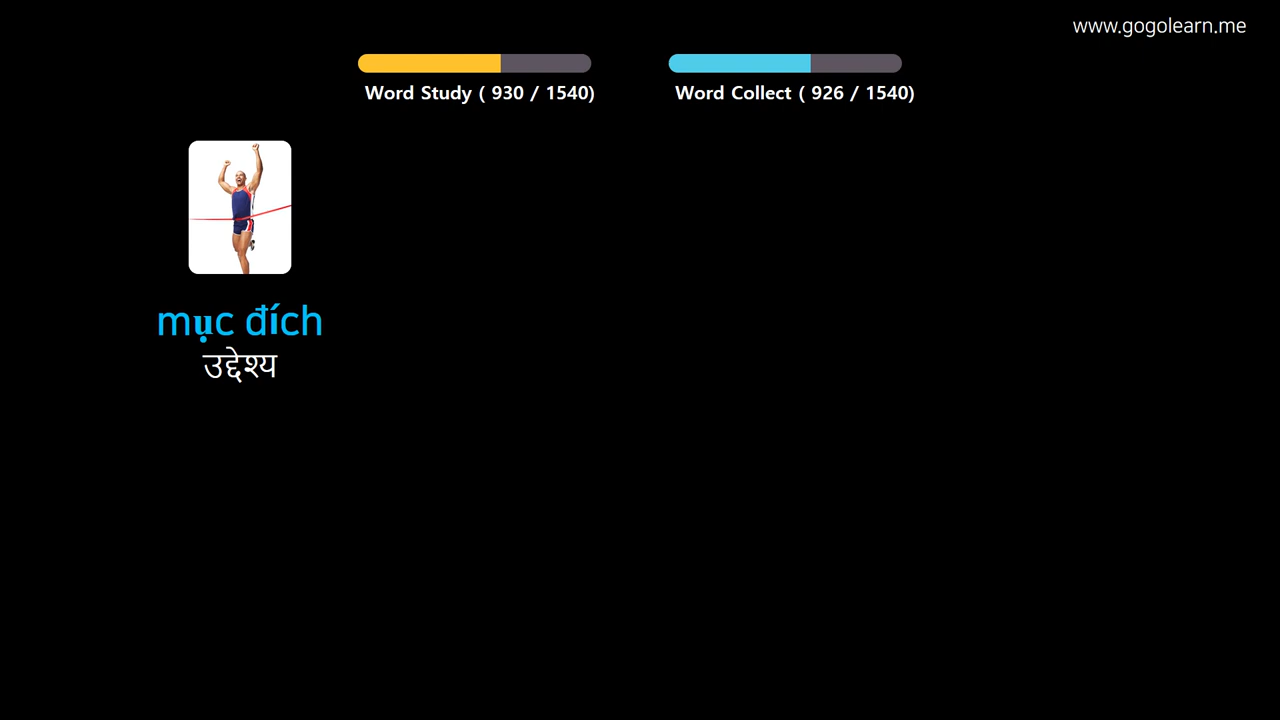 www.gogolearn.me
Word Study ( 930 / 1540)
Word Collect ( 926 / 1540)
mục đích
उद्देश्य